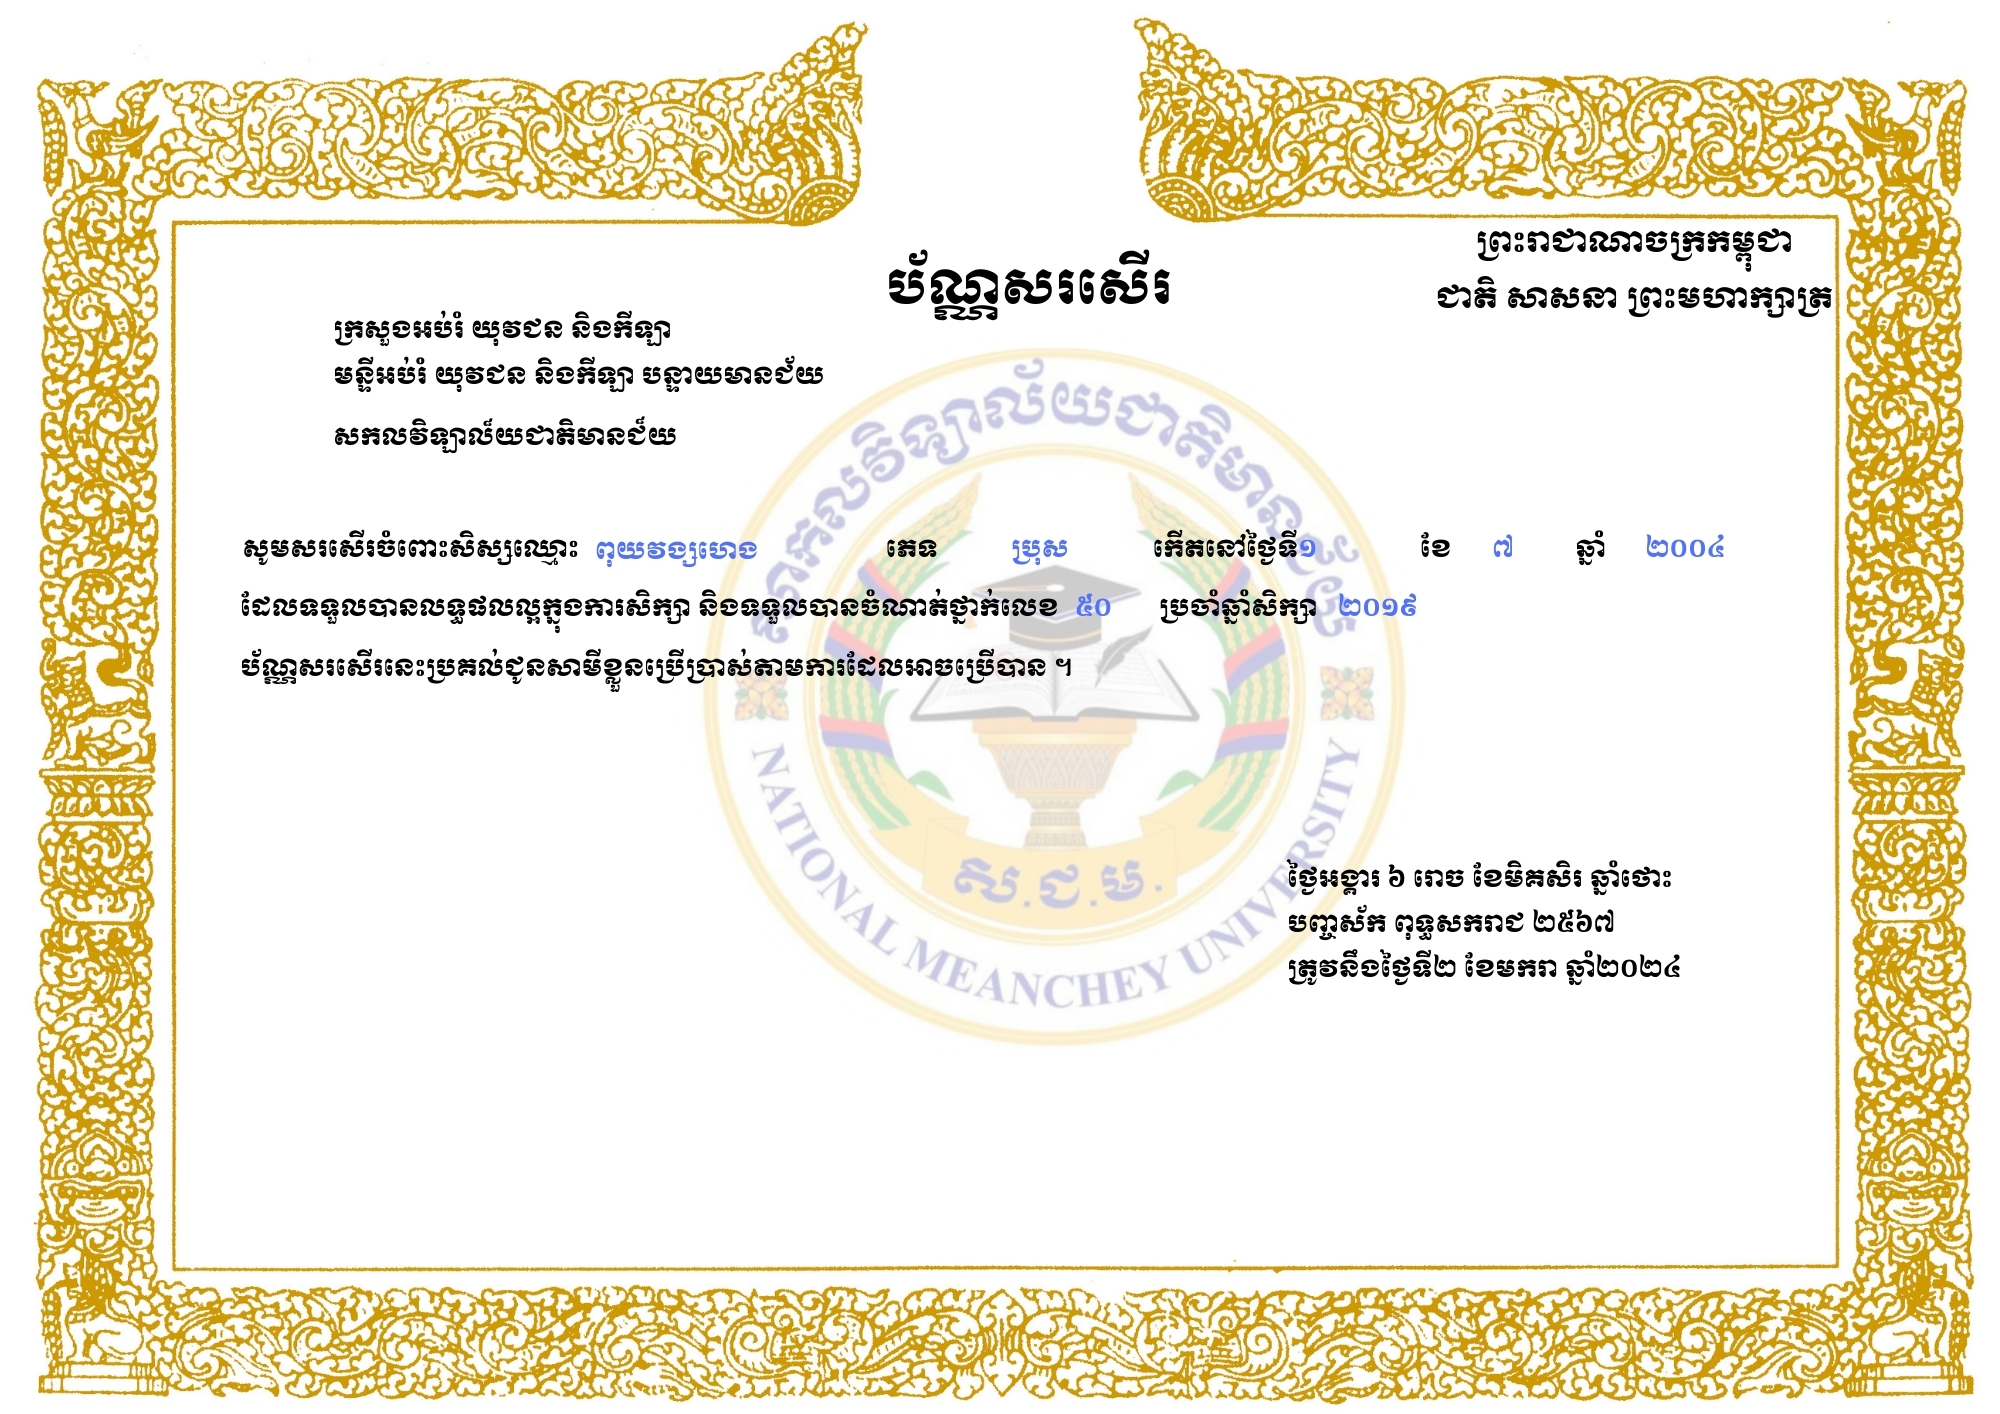 ព្រះរាជាណាចក្រកម្ពុជា
ជាតិ សាសនា ព្រះមហាក្សាត្រ
ប័ណ្ណសរសើរ
ក្រសួងអប់រំ យុវជន និងកីឡា
មន្ទីអប់រំ យុវជន និងកីឡា បន្ទាយមានជ័យ
សកលវិឡាល័យជាតិមានជ័យ
សូមសរសើរចំពោះសិស្សឈ្មោះ ពុយវង្សហេង ភេទ ប្រុស កើតនៅថ្ងៃទី១ ខែ ៧ ឆ្នាំ ២០០៤
ដែលទទួលបានលទ្ធផលល្អក្នុងការសិក្សា និងទទួលបានចំណាត់ថ្នាក់លេខ ៥០ ប្រចាំឆ្នាំសិក្សា ២០១៩
ប័ណ្ណសរសើរនេះប្រគល់ជូនសាមីខ្លួនប្រើប្រាស់តាមការដែលអាចប្រើបាន ។
ថ្ងៃអង្គារ ៦ រោច ខែមិគសិរ ឆ្នាំថោះ
បញ្ចស័ក ពុទ្ធសករាជ ២៥៦៧
ត្រូវនឹងថ្ងៃទី២ ខែមករា ឆ្នាំ២០២៤
សាកលវិទ្យាល័យជាតិមានជ័យ
ស.ជ.ម.
NATIONAL MEANCHEY UNIVERSITY